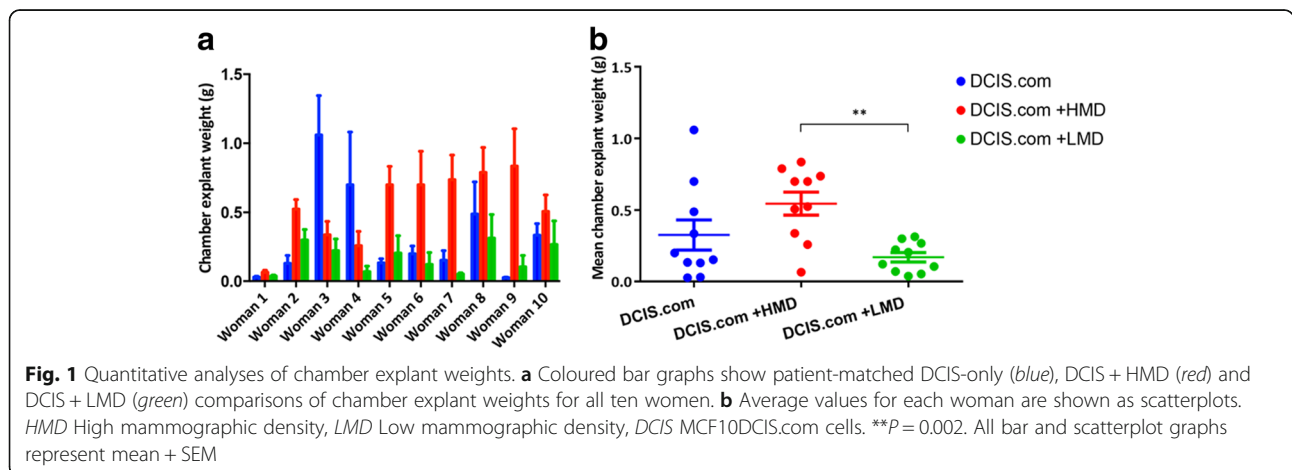 a
Chamber explant weight (g)
1.5
1.0
0.5
0.0
Woman 1
Woman 2
Woman 3
Woman 4
Woman 5
Woman 6
Woman 7
Woman 8
Woman 9
Woman 10
b
Mean chamber explant weight (g)
1.5
1.0
0.5
0.0
**
DCIS.com
DCIS.com +HMD
DCIS.com +LMD
DCIS.com
DCIS.com +HMD
DCIS.com +LMD
Fig. 1 Quantitative analyses of chamber explant weights. a Coloured bar graphs show patient-matched DCIS-only (blue), DCIS + HMD (red) and
DCIS + LMD (green) comparisons of chamber explant weights for all ten women. b Average values for each woman are shown as scatterplots.
HMD High mammographic density, LMD Low mammographic density, DCIS MCF10DCIS.com cells. **P = 0.002. All bar and scatterplot graphs
represent mean + SEM